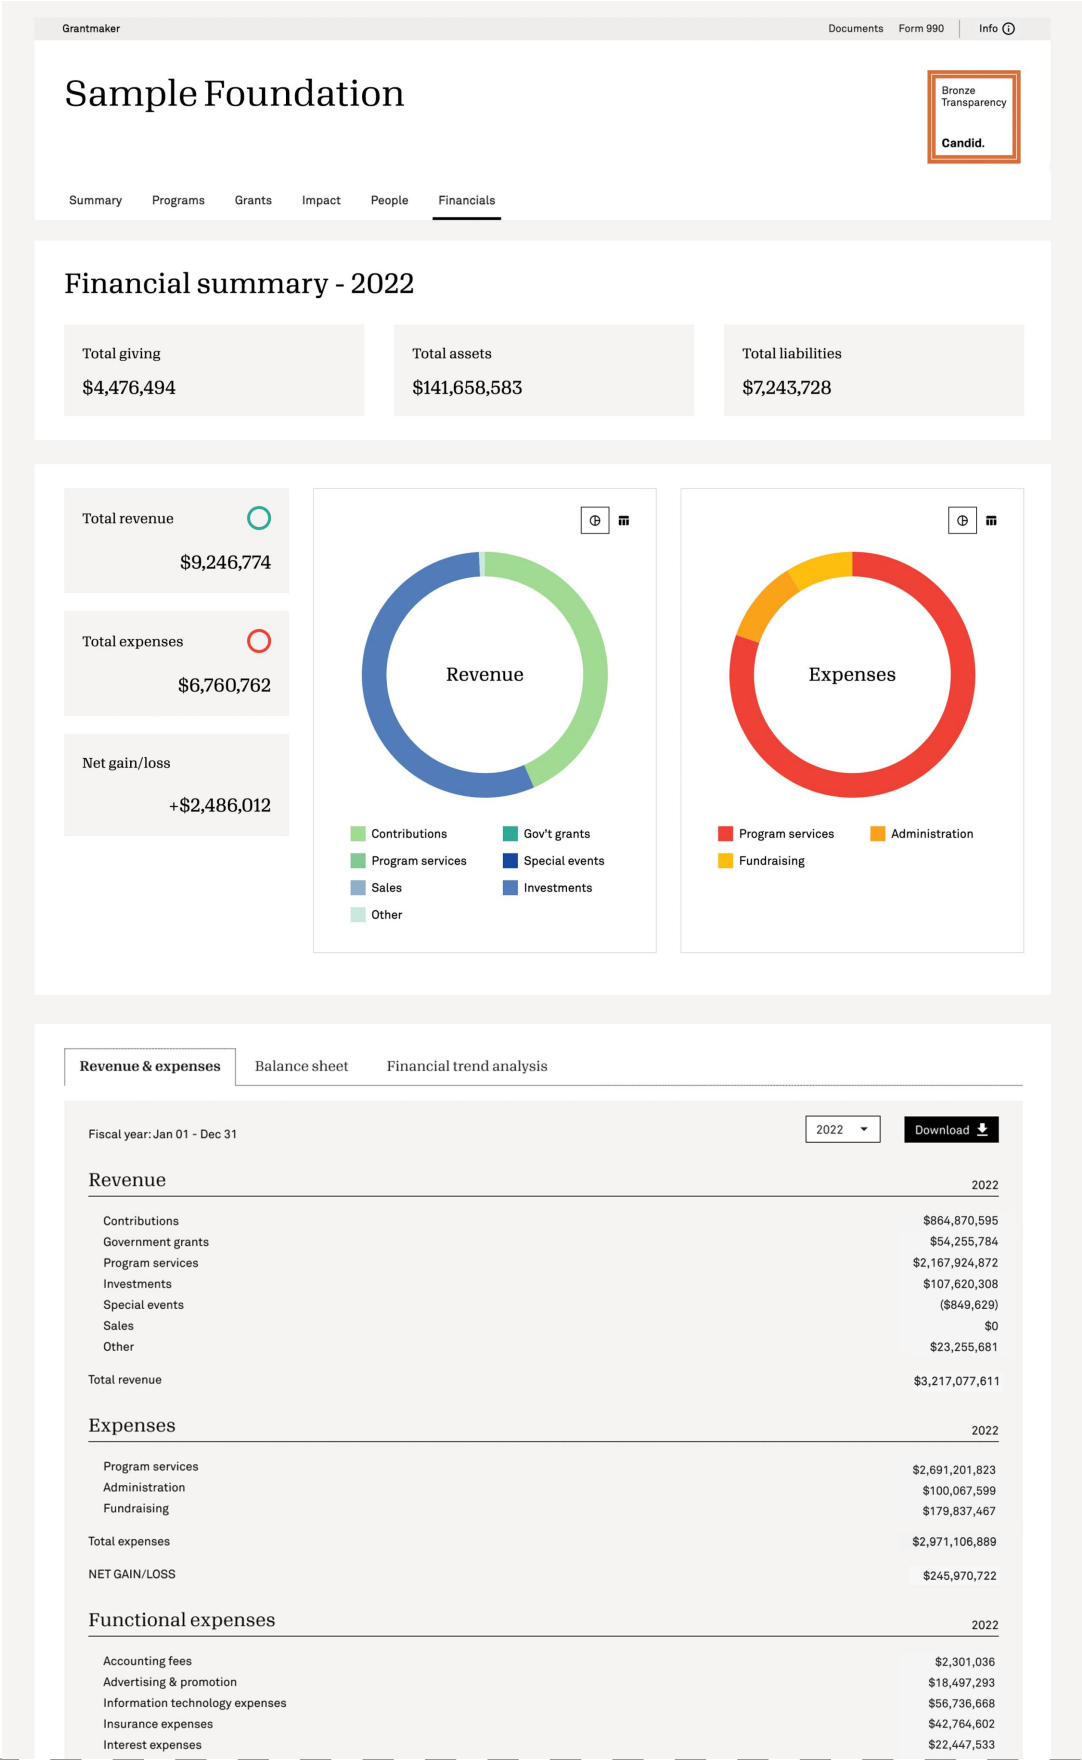 Grantmaker
Documents Form 990 Info
Sample Foundation
Bronze
Transparency
Candid.
Summary Programs Grants Impact People Financials
Financial summary - 2022
Total giving
$4,476,494
Total assets
$141,658,583
Total liabilities
$7,243,728
Total revenue
$9,246,774
Total expenses
$6,760,762
Net gain/loss
+$2,486,012
Revenue
Contributions Gov't grants
Program services Special events
Sales Investments
Other
Expenses
Program services Administration
Fundraising
Revenue & expenses Balance sheet Financial trend analysis
Fiscal year: Jan 01 - Dec 31 2022 Download
Revenue 2022
Contributions $864,870,595
Government grants $54,255,784
Program services $2,167,924,872
Investments $107,620,308
Special events ($849,629)
Sales $0
Other $23,255,681
Total revenue $3,217,077,611
Expenses 2022
Program services $2,691,201,823
Administration $100,067,599
Fundraising $179,837,467
Total expenses $2,971,106,889
NET GAIN/LOSS $245,970,722
Functional expenses 2022
Accounting fees $2,301,036
Advertising & promotion $18,497,293
Information technology expenses $56,736,668
Insurance expenses $42,764,602
Interest expenses $22,447,533